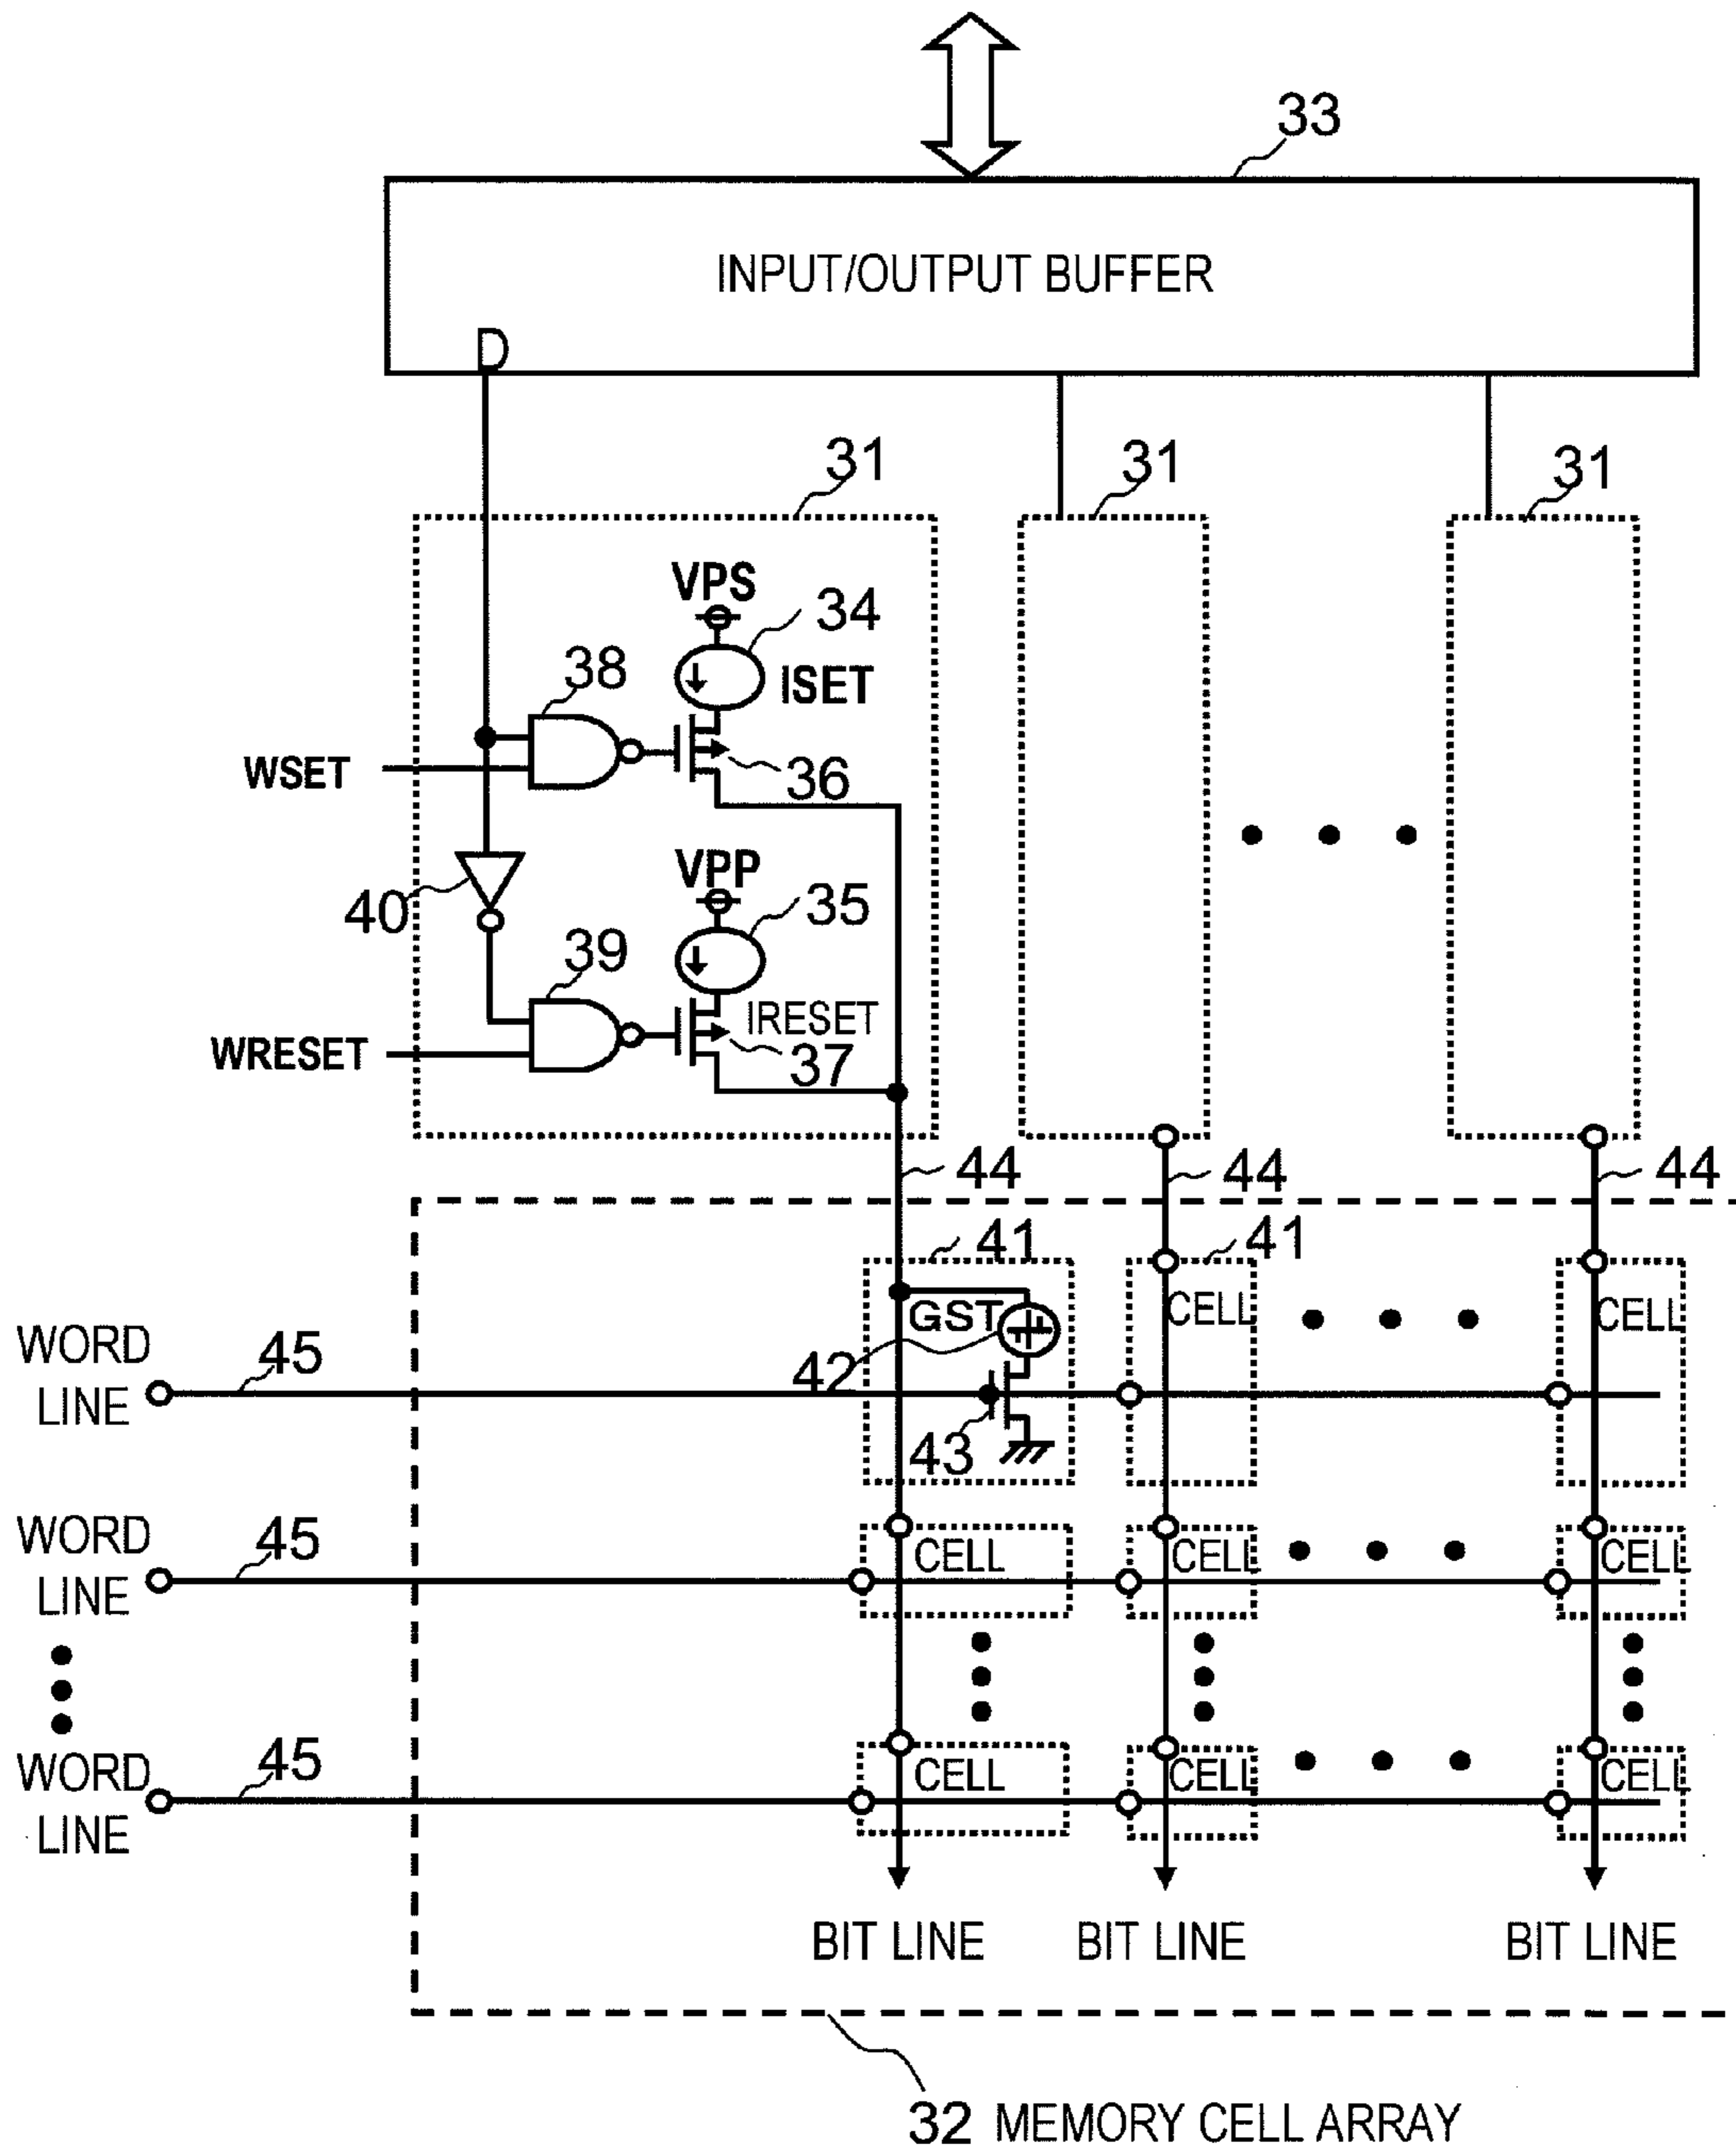 33
INPUT/OUTPUT BUFFER
D
31
31
31
VPS
34
38
ISET
WSET
36
VPP
40
35
39
IRESET
WRESET
37
44
44
44
41
41
GST
CELL
CELL
WORD
LINE
45
42
43
WORD
LINE
45
CELL
CELL
CELL
WORD
LINE
45
CELL
CELL
CELL
BIT LINE
BIT LINE
BIT LINE
32 MEMORY CELL ARRAY